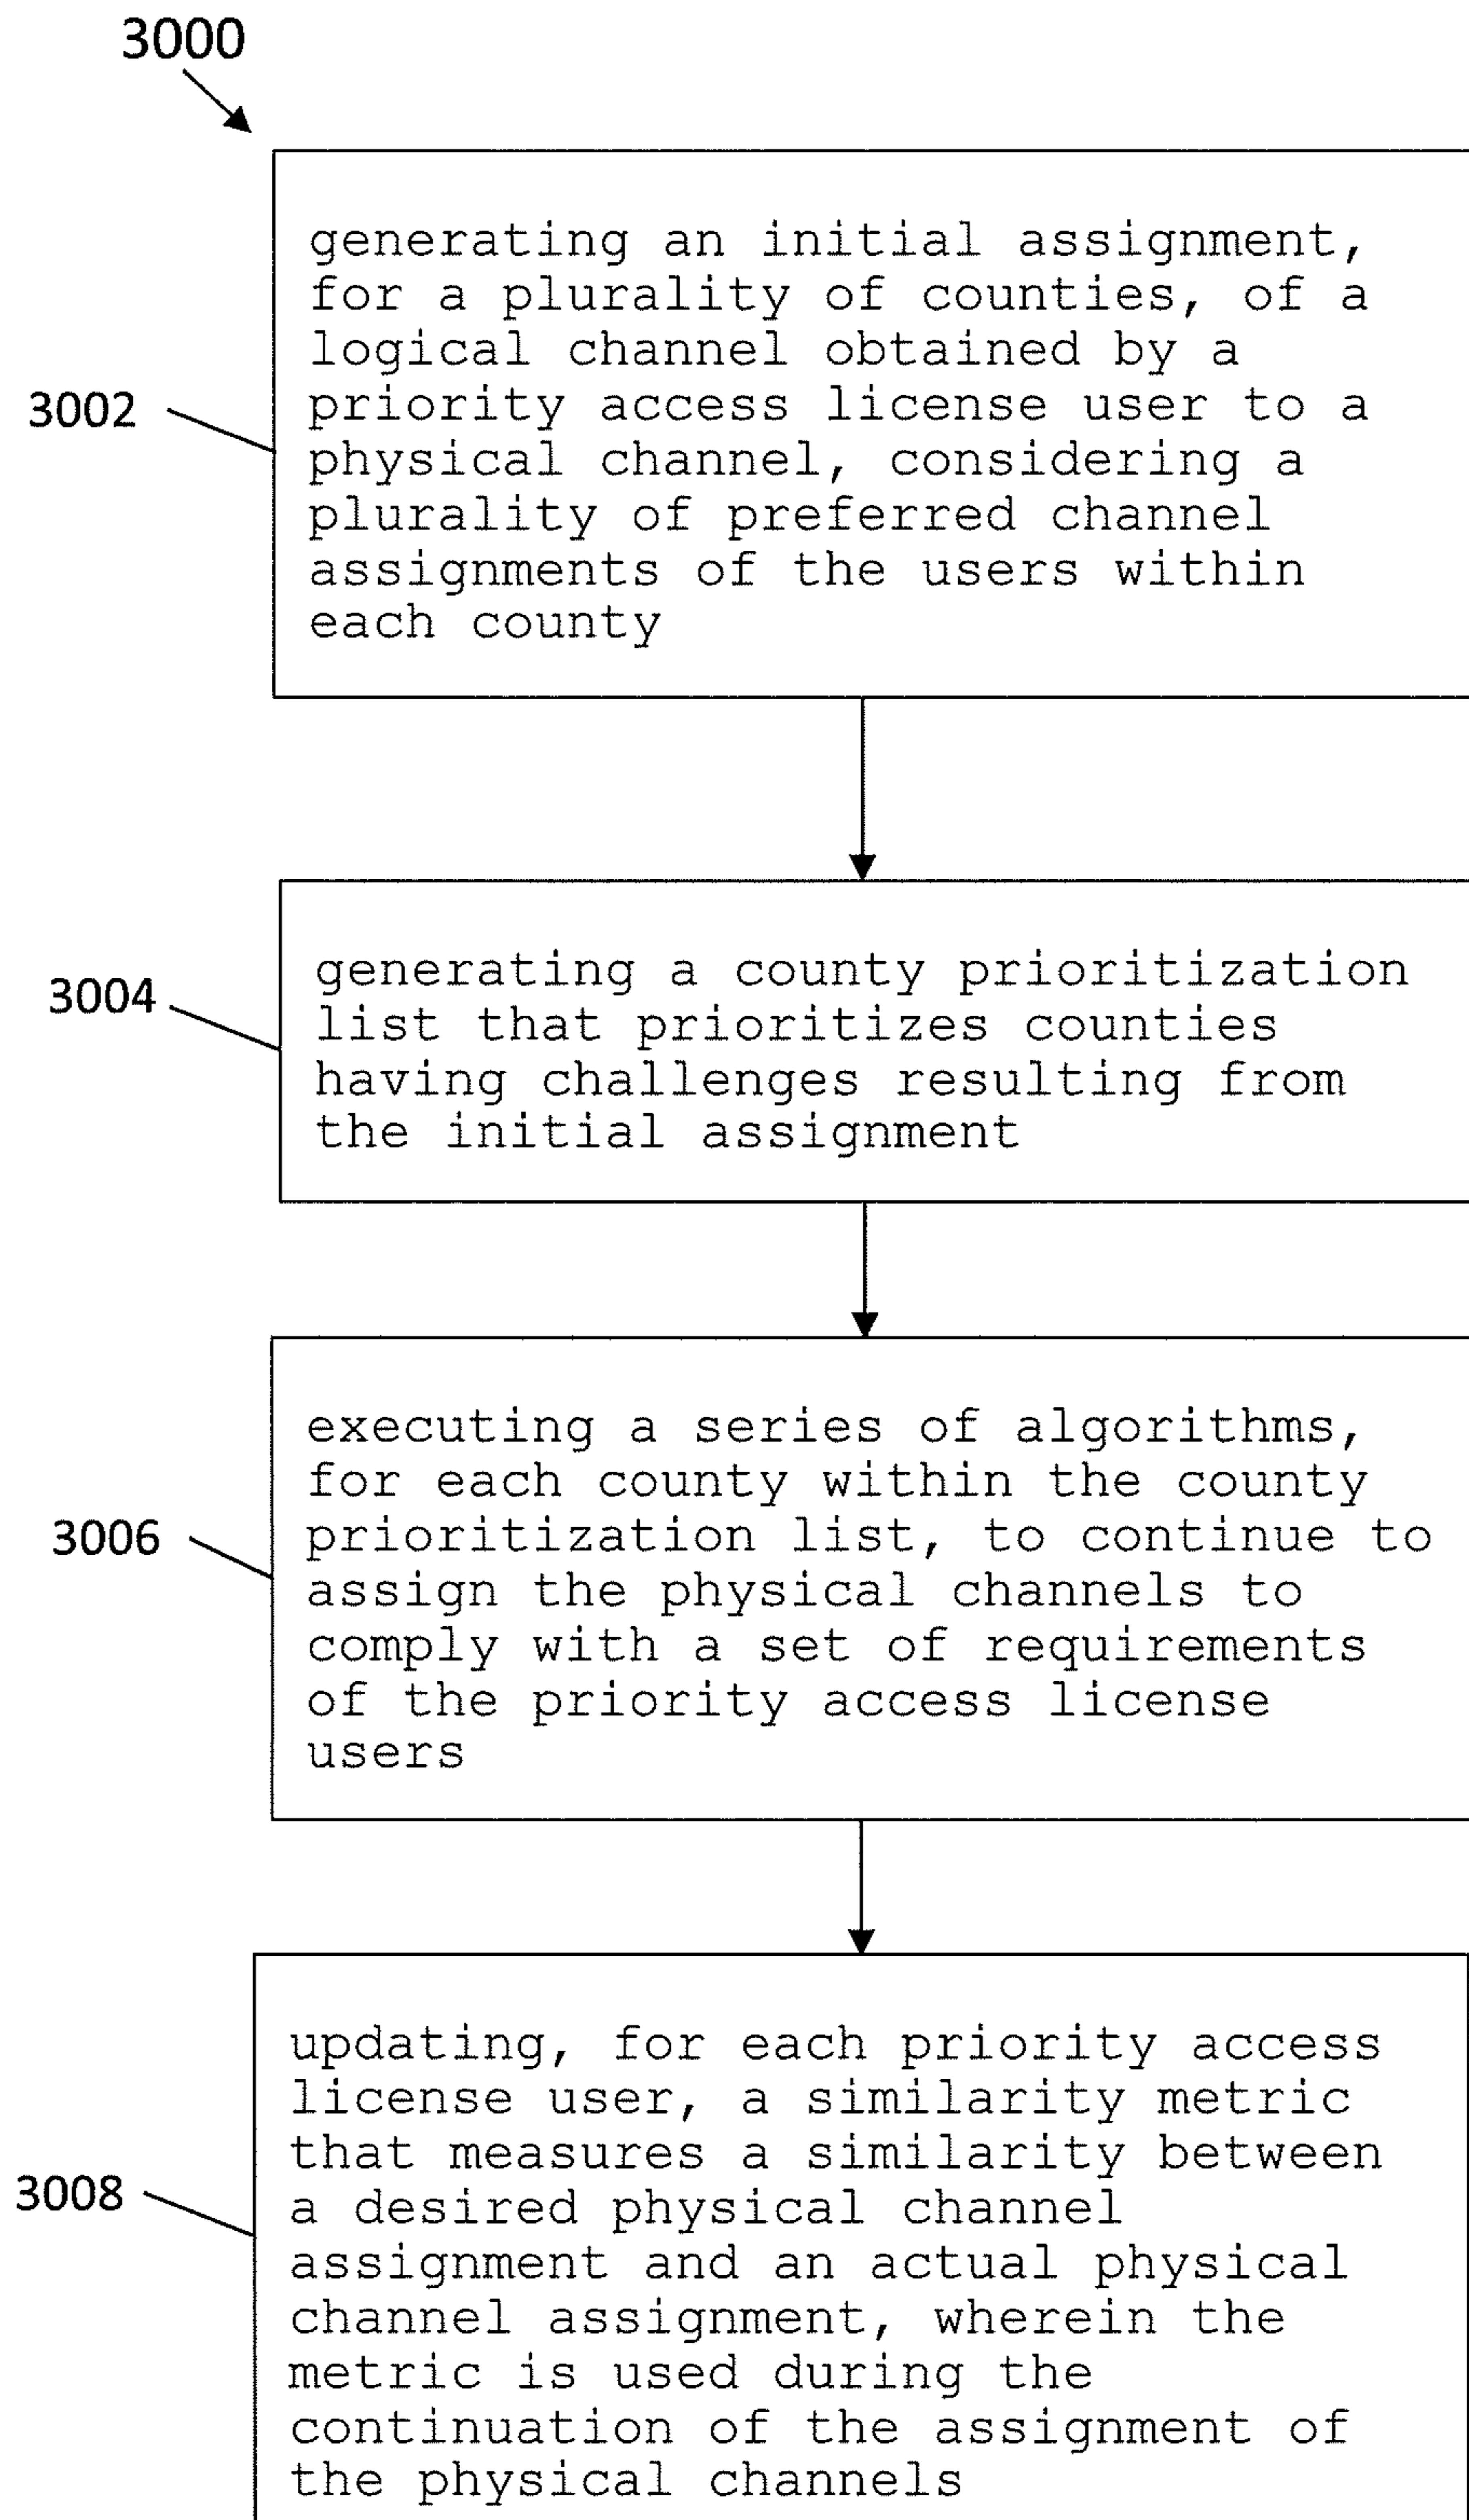 3000
generating an initial assignment,
for a plurality of counties, of a
logical channel obtained by a
priority access license user to a
physical channel, considering a
plurality of preferred channel
assignments of the users within
each county
3002
generating a county prioritization
list that prioritizes counties
having challenges resulting from
the initial assignment
3004
executing a series of algorithms,
for each county within the county
prioritization list, to continue to
assign the physical channels to
comply with a set of requirements
of the priority access license
users
3006
updating, for each priority access
license user, a similarity metric
that measures a similarity between
a desired physical channel
assignment and an actual physical
channel assignment, wherein the
metric is used during the
continuation of the assignment of
the physical channels
3008